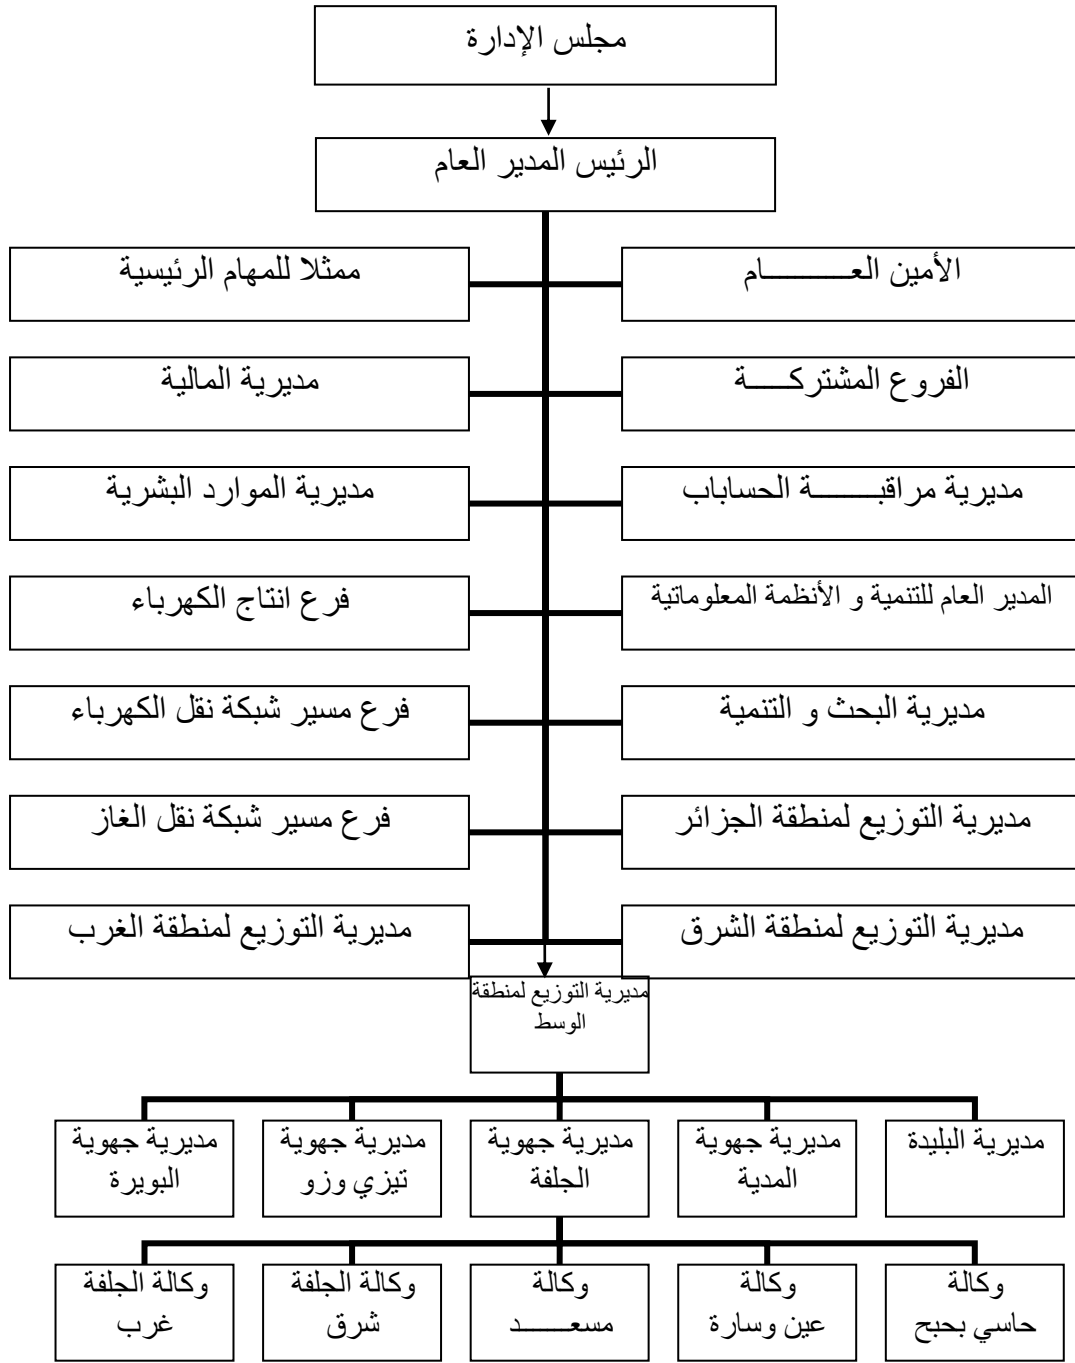 مجلس الإدارة
الرئيس المدير العام
الأمين العـــــــــام
ممثلا للمهام الرئيسية
الفروع المشتركـــــة
مديرية المالية
مديرية مراقبـــــــة الحساباب
مديرية الموارد البشرية
المدير العام للتنمية و الأنظمة المعلوماتية
فرع انتاج الكهرباء
مديرية البحث و التنمية
فرع مسير شبكة نقل الكهرباء
مديرية التوزيع لمنطقة الجزائر
فرع مسير شبكة نقل الغاز
مديرية التوزيع لمنطقة الشرق
مديرية التوزيع لمنطقة الغرب
مديرية التوزيع لمنطقة
الوسط
مديرية البليدة
مديرية جهوية
المدية
مديرية جهوية
الجلفة
مديرية جهوية
تيزي وزو
مديرية جهوية
البويرة
وكالة
حاسي بحبح
وكالة
عين وسارة
وكالة
مسعــــــد
وكالة الجلفة
شرق
وكالة الجلفة
غرب